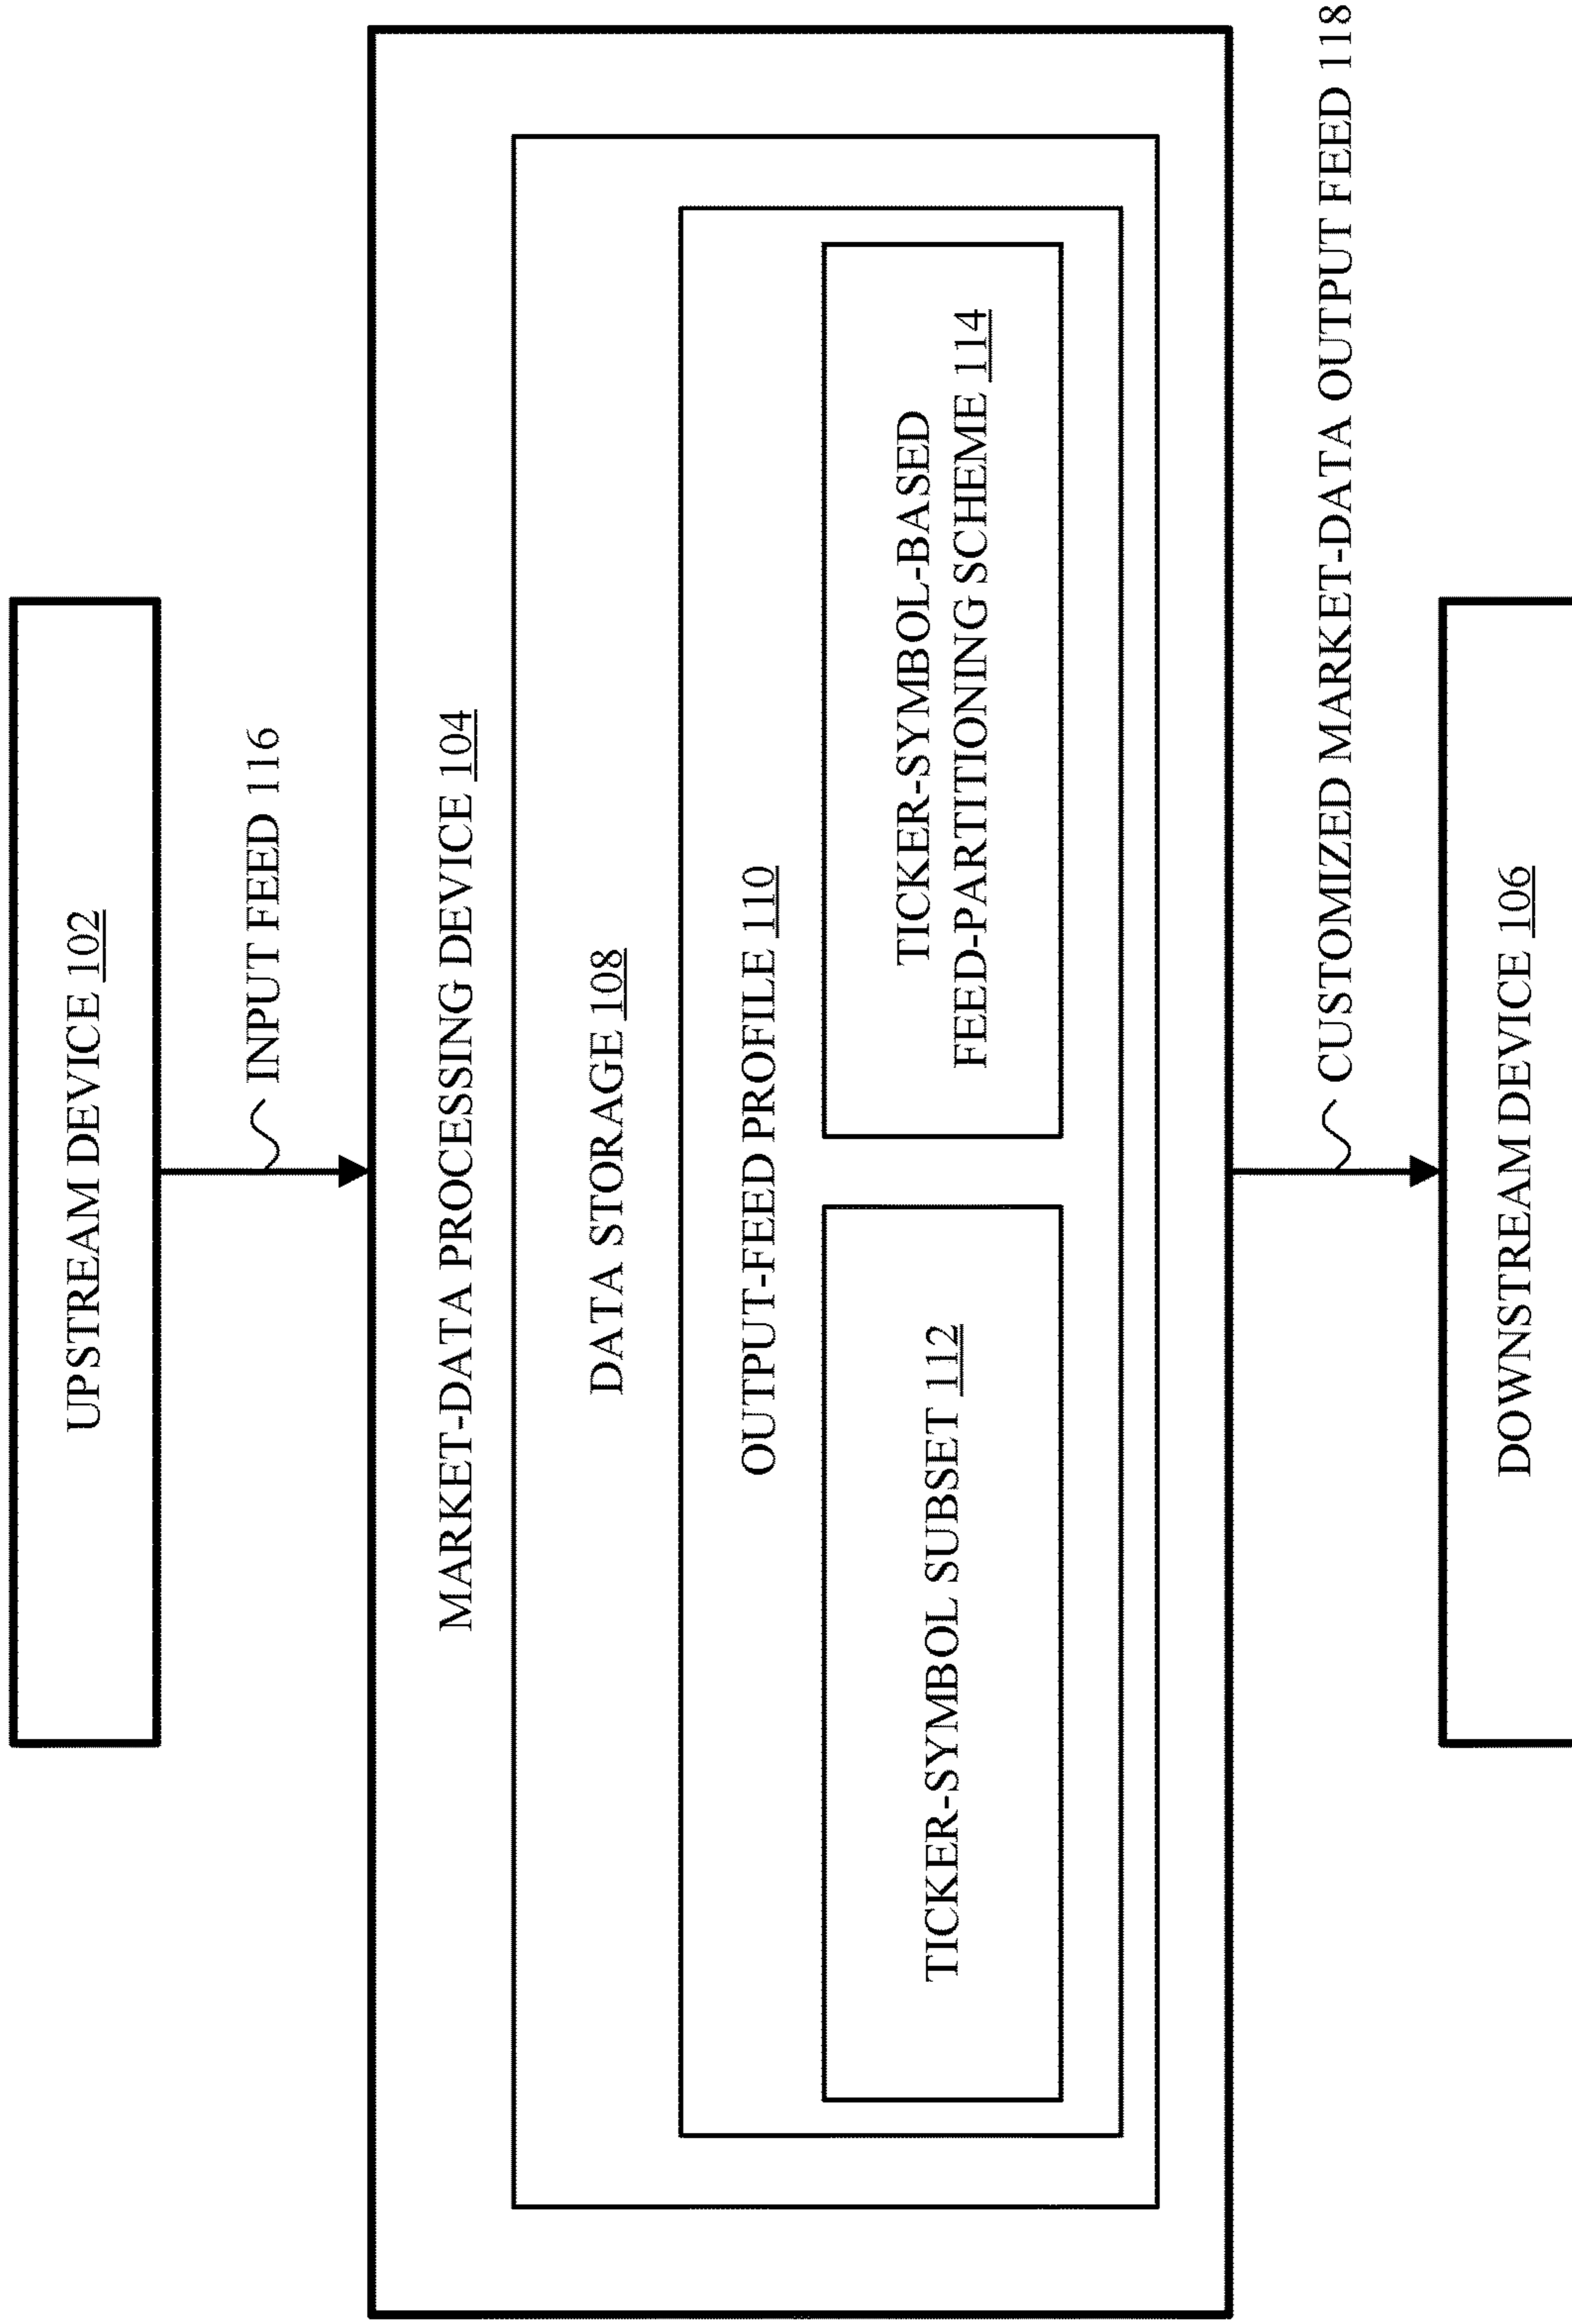 UPSTREAM DEVICE 102
INPUT FEED 116
MARKET-DATA PROCESSING DEVICE 104
DATA STORAGE 108
OUTPUT-FEED PROFILE 110
TICKER-SYMBOL SUBSET 112
TICKER-SYMBOL-BASED
FEED-PARTITIONING SCHEME 114
CUSTOMIZED MARKET-DATA OUTPUT FEED 118
DOWNSTREAM DEVICE 106